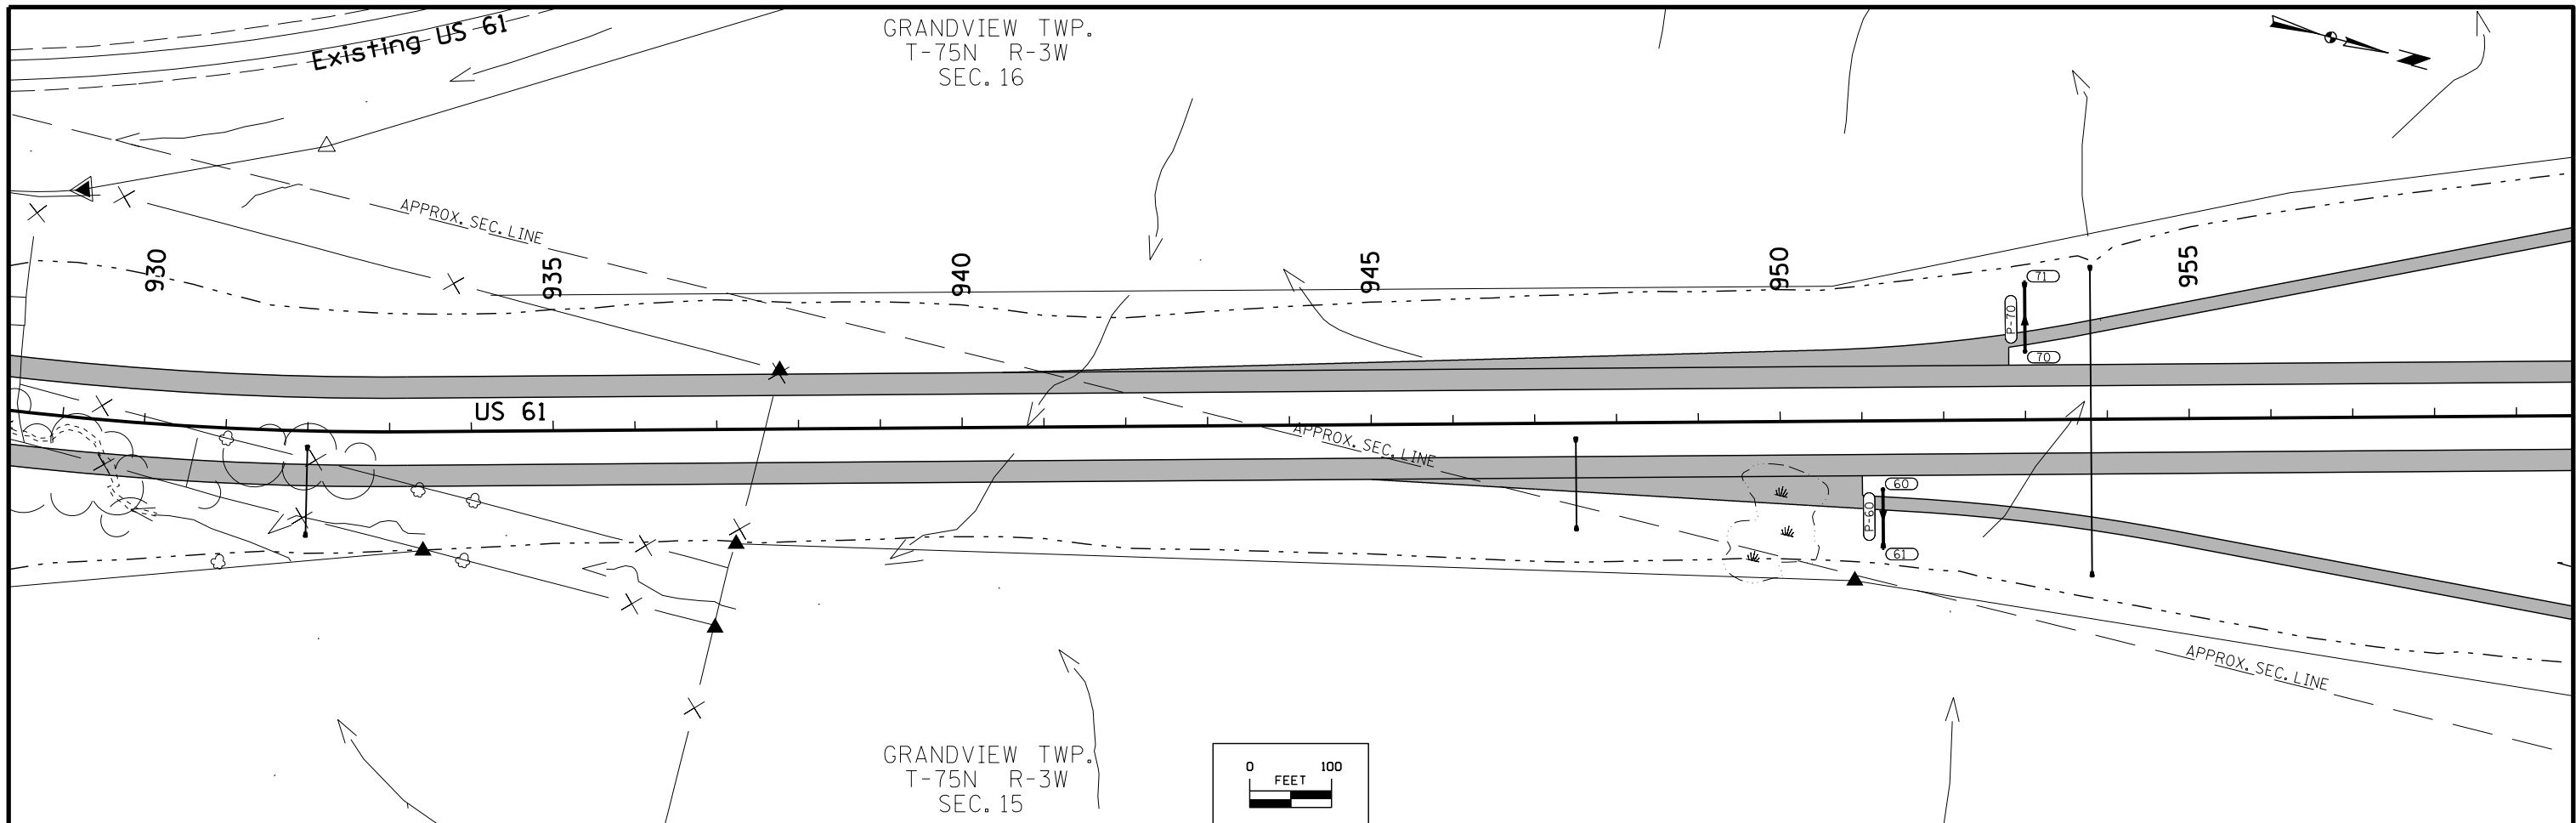 Existing US 61
GRANDVIEW TWP.
T-75N R-3W
SEC. 16
APPROX. SEC. LINE
930
935
940
945
950
955
71
P-70
70
US 61
APPROX. SEC. LINE
60
P-60
61
APPROX. SEC. LINE
GRANDVIEW TWP.
T-75N R-3W
SEC. 15
0 100
FEET